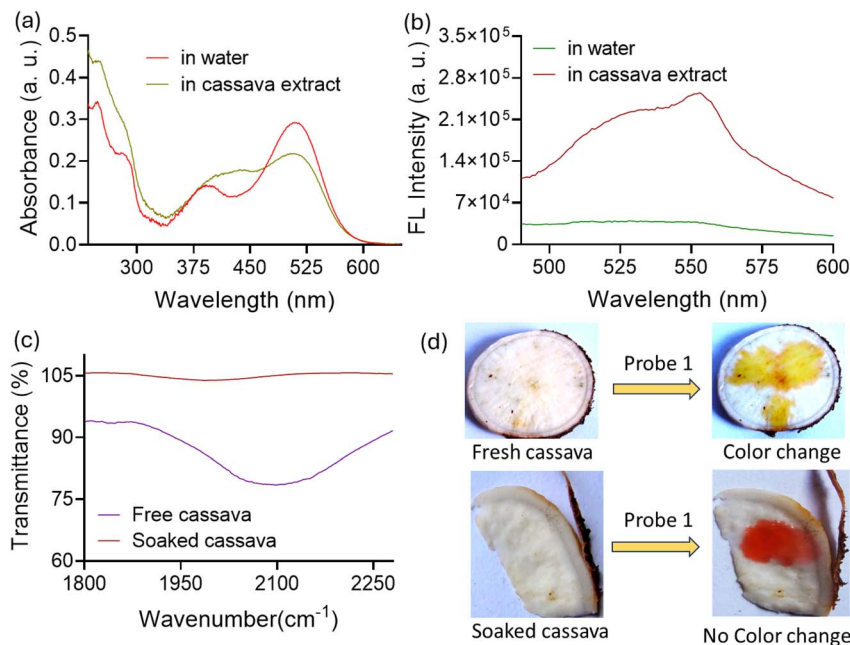 (a)
0.5
0.4
0.3
0.2
0.1
0.0
Absorbance (a. u.)
in water
in cassava extract
300 375 450 525 600
Wavelength (nm)
(b)
3.5×10⁵
2.8×10⁵
2.1×10⁵
1.4×10⁵
7×10⁴
0
FL Intensity (a. u.)
in water
in cassava extract
500 525 550 575 600
Wavelength (nm)
(c)
105
90
75
60
Transmittance (%)
Free cassava
Soaked cassava
1800 1950 2100 2250
Wavenumber(cm⁻¹)
(d)
Probe 1
Fresh cassava
Color change
Probe 1
Soaked cassava
No Color change